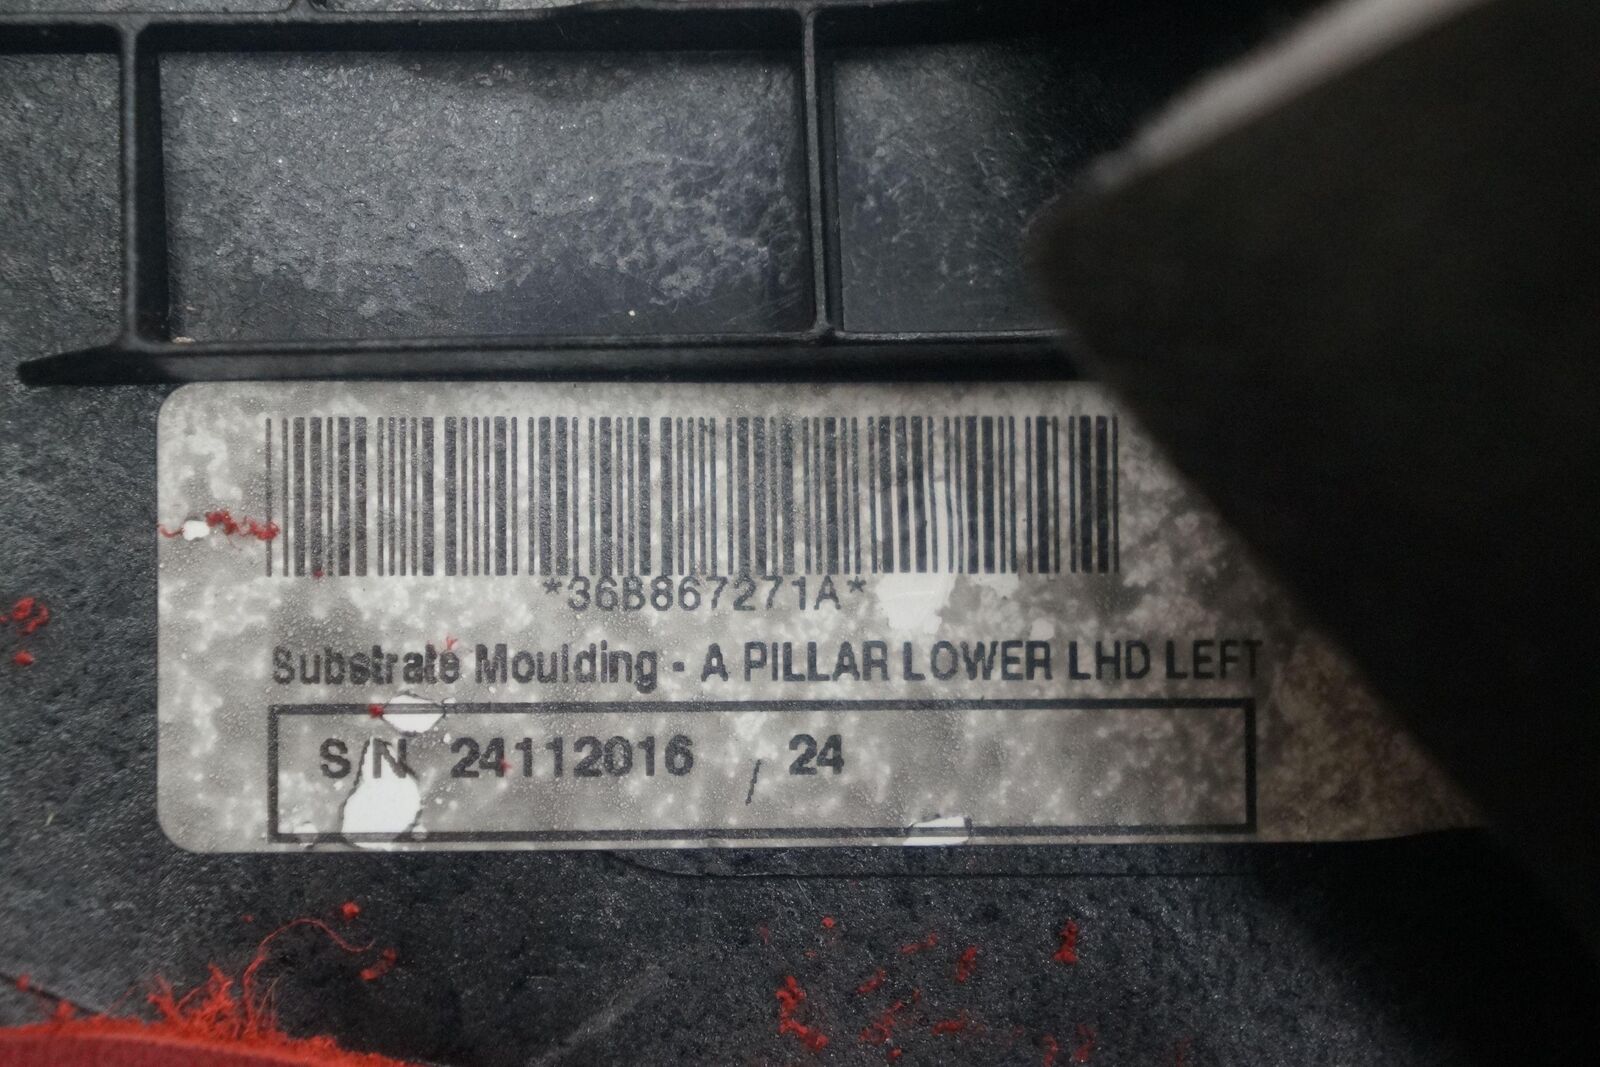 *36B867271A*
Substrate Moulding - A PILLAR LOWER LHD LEFT
S/N 24112016 / 24